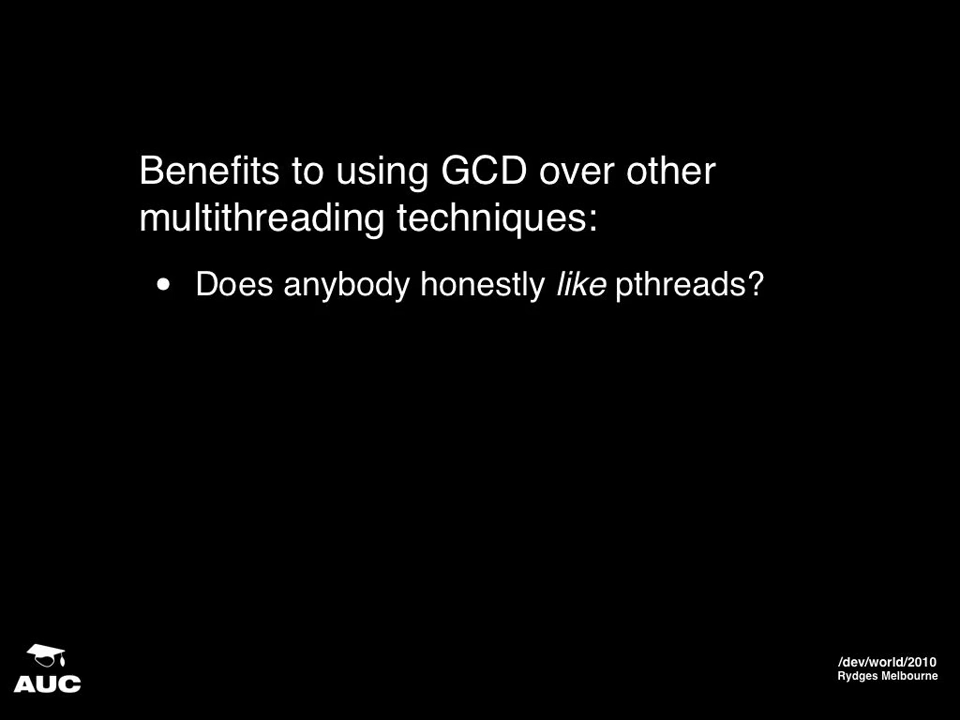 Benefits to using GCD over other
multithreading techniques:
• Does anybody honestly like pthreads?
AUC
/dev/world/2010
Rydges Melbourne